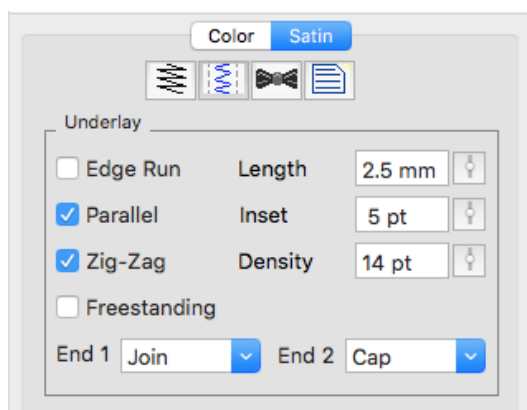 Color Satin
Underlay
Edge Run Length 2.5 mm
Parallel Inset 5 pt
Zig-Zag Density 14 pt
Freestanding
End 1 Join End 2 Cap